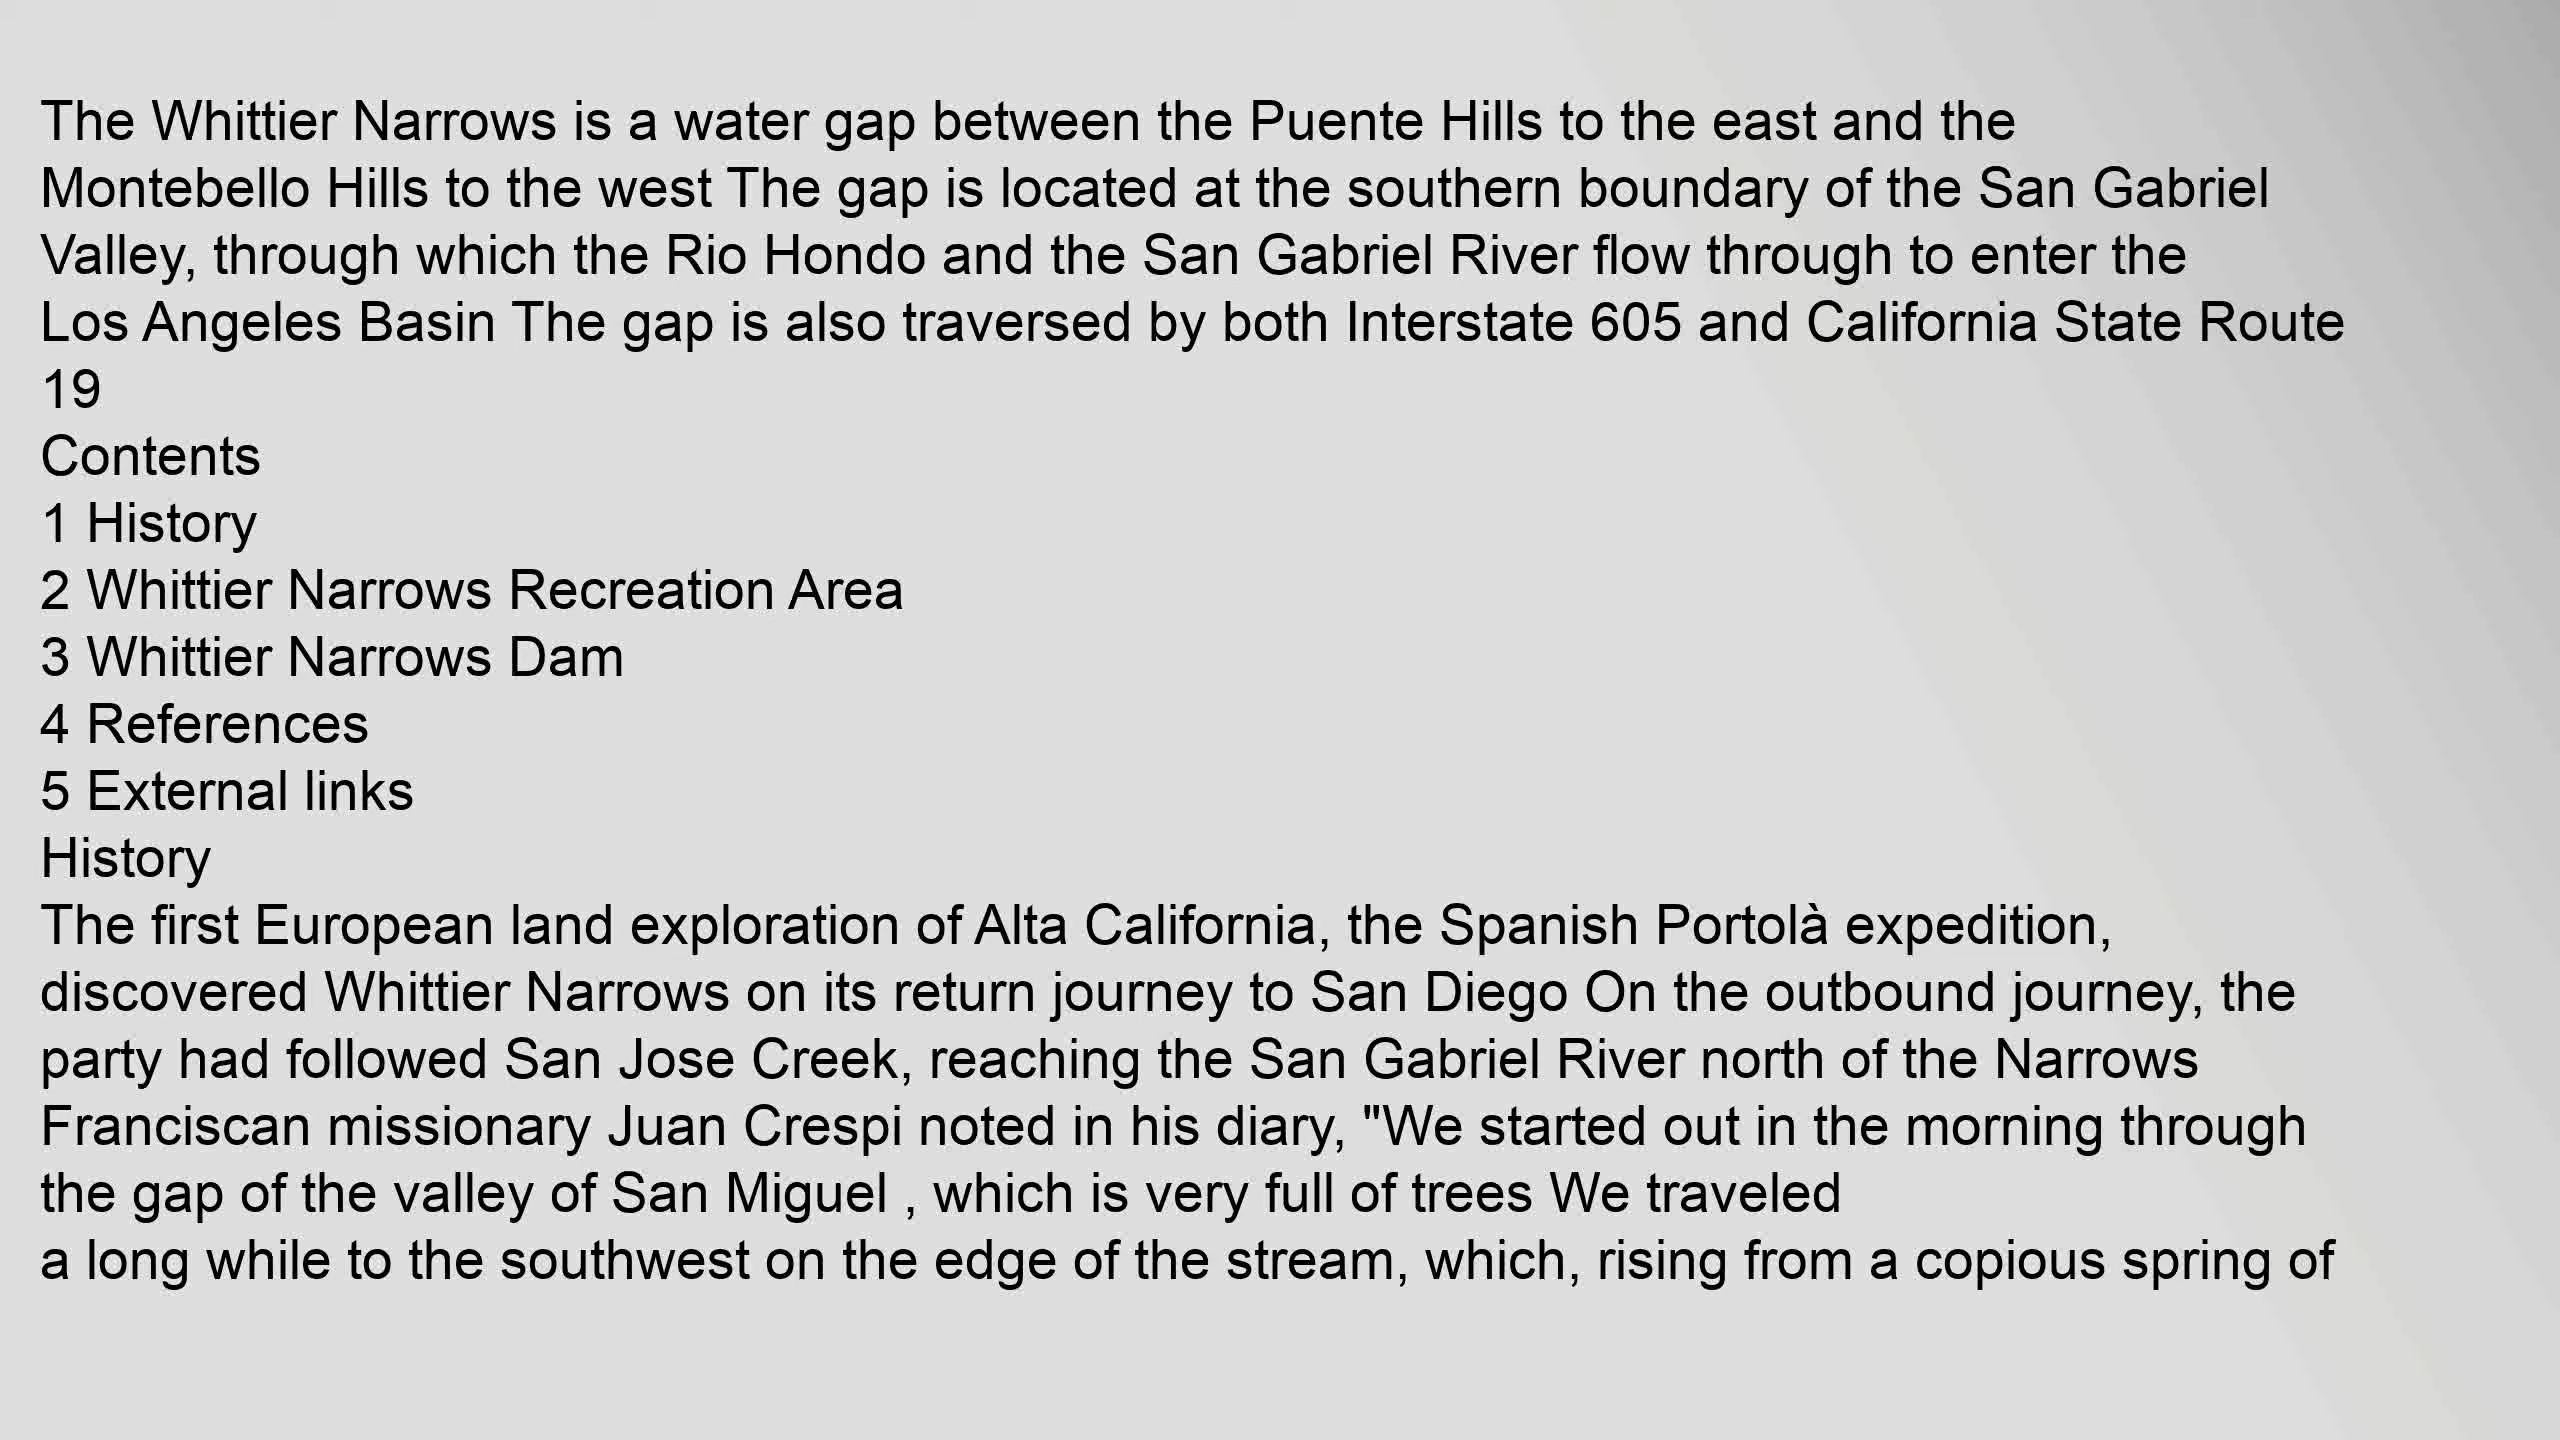 The Whittier Narrows is a water gap between the Puente Hills to the east and the
Montebello Hills to the west The gap is located at the southern boundary of the San Gabriel
Valley, through which the Rio Hondo and the San Gabriel River flow through to enter the
Los Angeles Basin The gap is also traversed by both Interstate 605 and California State Route
19
Contents
1 History
2 Whittier Narrows Recreation Area
3 Whittier Narrows Dam
4 References
5 External links
History
The first European land exploration of Alta California, the Spanish Portolà expedition,
discovered Whittier Narrows on its return journey to San Diego On the outbound journey, the
party had followed San Jose Creek, reaching the San Gabriel River north of the Narrows
Franciscan missionary Juan Crespi noted in his diary, "We started out in the morning through
the gap of the valley of San Miguel , which is very full of trees We traveled
a long while to the southwest on the edge of the stream, which, rising from a copious spring of